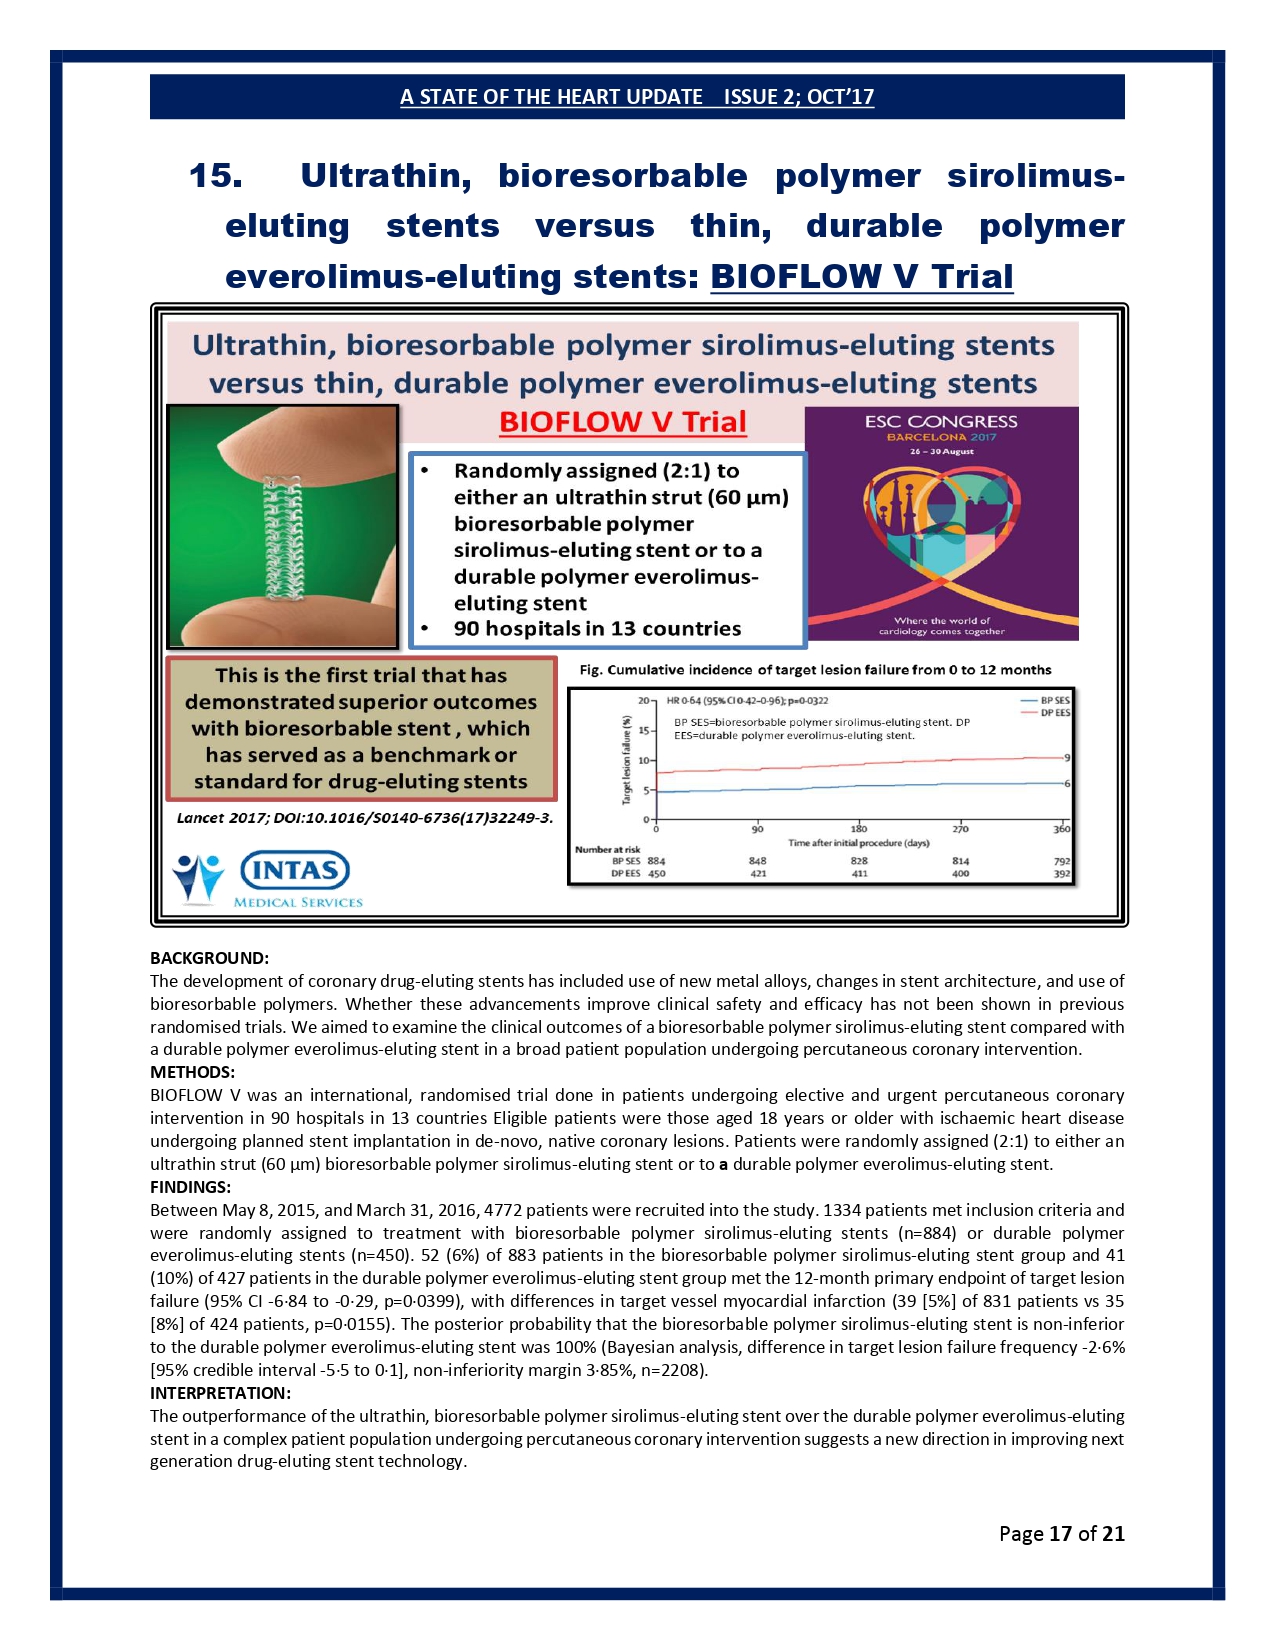 A STATE OF THE HEART UPDATE    ISSUE 2; OCT’17
15. Ultrathin, bioresorbable polymer sirolimus-
eluting stents versus thin, durable polymer
everolimus-eluting stents: BIOFLOW V Trial
Ultrathin, bioresorbable polymer sirolimus-eluting stents
versus thin, durable polymer everolimus-eluting stents
BIOFLOW V Trial
• Randomly assigned (2:1) to
either an ultrathin strut (60 µm)
bioresorbable polymer
sirolimus-eluting stent or to a
durable polymer everolimus-
eluting stent
• 90 hospitals in 13 countries
ESC CONGRESS
BARCELONA 2017
26 – 30 August
Where the world of
cardiology comes together
This is the first trial that has
demonstrated superior outcomes
with bioresorbable stent , which
has served as a benchmark or
standard for drug-eluting stents
Lancet 2017; DOI:10.1016/S0140-6736(17)32249-3.
INTAS
MEDICAL SERVICES
Fig. Cumulative incidence of target lesion failure from 0 to 12 months
HR 0·64 (95% CI 0·42–0·96); p=0·0322
BP SES
DP EES
BP SES=bioresorbable polymer sirolimus-eluting stent. DP
EES=durable polymer everolimus-eluting stent.
Target lesion failure (%)
20
15
10
5
0
9
6
0 90 180 270 360
Time after initial procedure (days)
Number at risk
BP SES 884 848 828 814 792
DP EES 450 421 411 400 392
BACKGROUND:
The development of coronary drug-eluting stents has included use of new metal alloys, changes in stent architecture, and use of
bioresorbable polymers. Whether these advancements improve clinical safety and efficacy has not been shown in previous
randomised trials. We aimed to examine the clinical outcomes of a bioresorbable polymer sirolimus-eluting stent compared with
a durable polymer everolimus-eluting stent in a broad patient population undergoing percutaneous coronary intervention.
METHODS:
BIOFLOW V was an international, randomised trial done in patients undergoing elective and urgent percutaneous coronary
intervention in 90 hospitals in 13 countries Eligible patients were those aged 18 years or older with ischaemic heart disease
undergoing planned stent implantation in de-novo, native coronary lesions. Patients were randomly assigned (2:1) to either an
ultrathin strut (60 µm) bioresorbable polymer sirolimus-eluting stent or to a durable polymer everolimus-eluting stent.
FINDINGS:
Between May 8, 2015, and March 31, 2016, 4772 patients were recruited into the study. 1334 patients met inclusion criteria and
were randomly assigned to treatment with bioresorbable polymer sirolimus-eluting stents (n=884) or durable polymer
everolimus-eluting stents (n=450). 52 (6%) of 883 patients in the bioresorbable polymer sirolimus-eluting stent group and 41
(10%) of 427 patients in the durable polymer everolimus-eluting stent group met the 12-month primary endpoint of target lesion
failure (95% CI -6·84 to -0·29, p=0·0399), with differences in target vessel myocardial infarction (39 [5%] of 831 patients vs 35
[8%] of 424 patients, p=0·0155). The posterior probability that the bioresorbable polymer sirolimus-eluting stent is non-inferior
to the durable polymer everolimus-eluting stent was 100% (Bayesian analysis, difference in target lesion failure frequency -2·6%
[95% credible interval -5·5 to 0·1], non-inferiority margin 3·85%, n=2208).
INTERPRETATION:
The outperformance of the ultrathin, bioresorbable polymer sirolimus-eluting stent over the durable polymer everolimus-eluting
stent in a complex patient population undergoing percutaneous coronary intervention suggests a new direction in improving next
generation drug-eluting stent technology.
Page 17 of 21